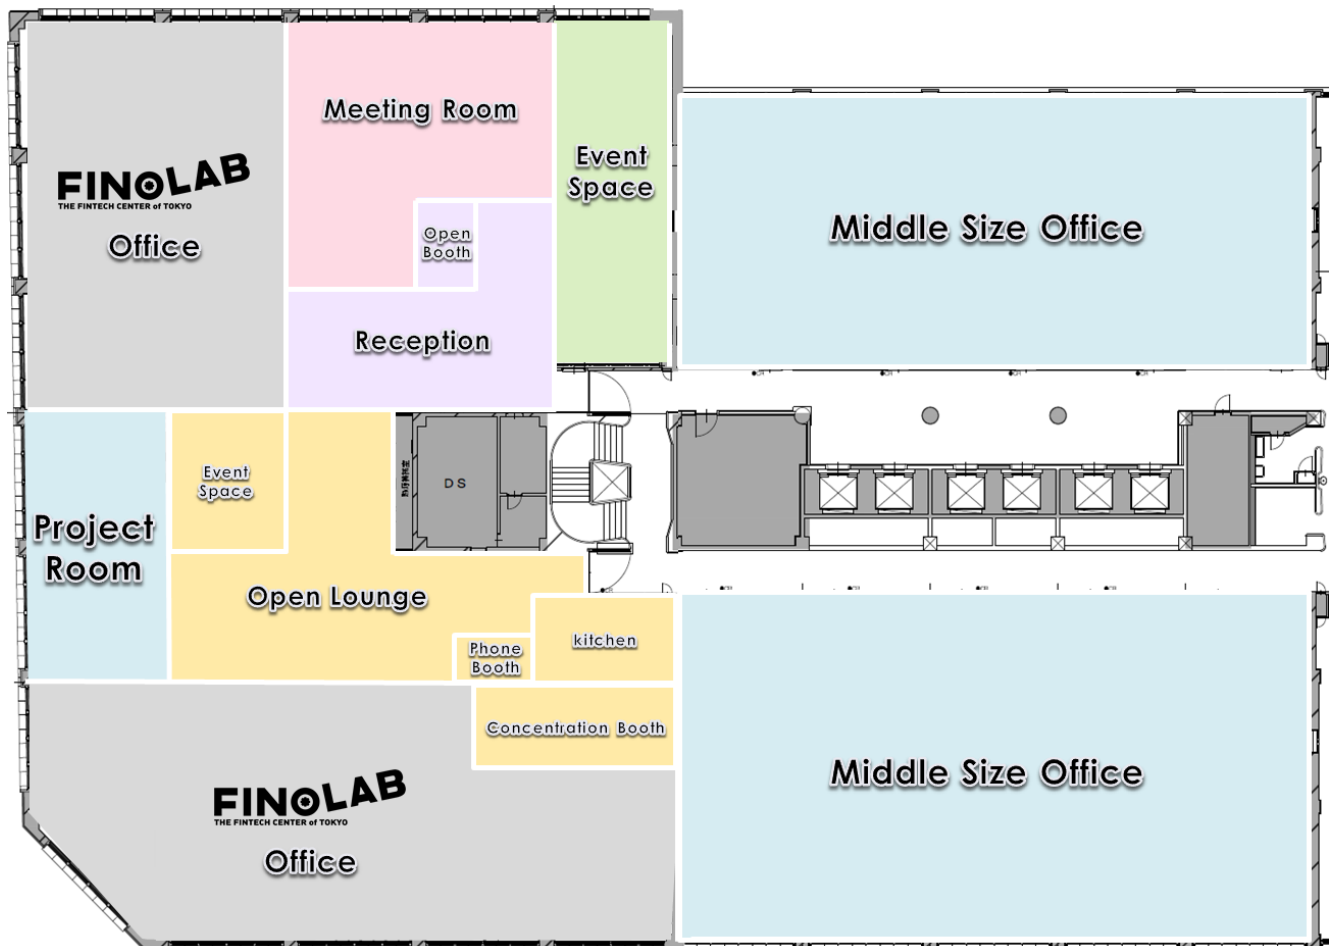 Meeting Room
FINOLAB
THE FINTECH CENTER of TOKYO
Office
Open
Booth
Reception
Event
Space
Middle Size Office
Project
Room
Event
Space
DS
Open Lounge
Phone
Booth
kitchen
Concentration Booth
FINOLAB
THE FINTECH CENTER of TOKYO
Office
Middle Size Office